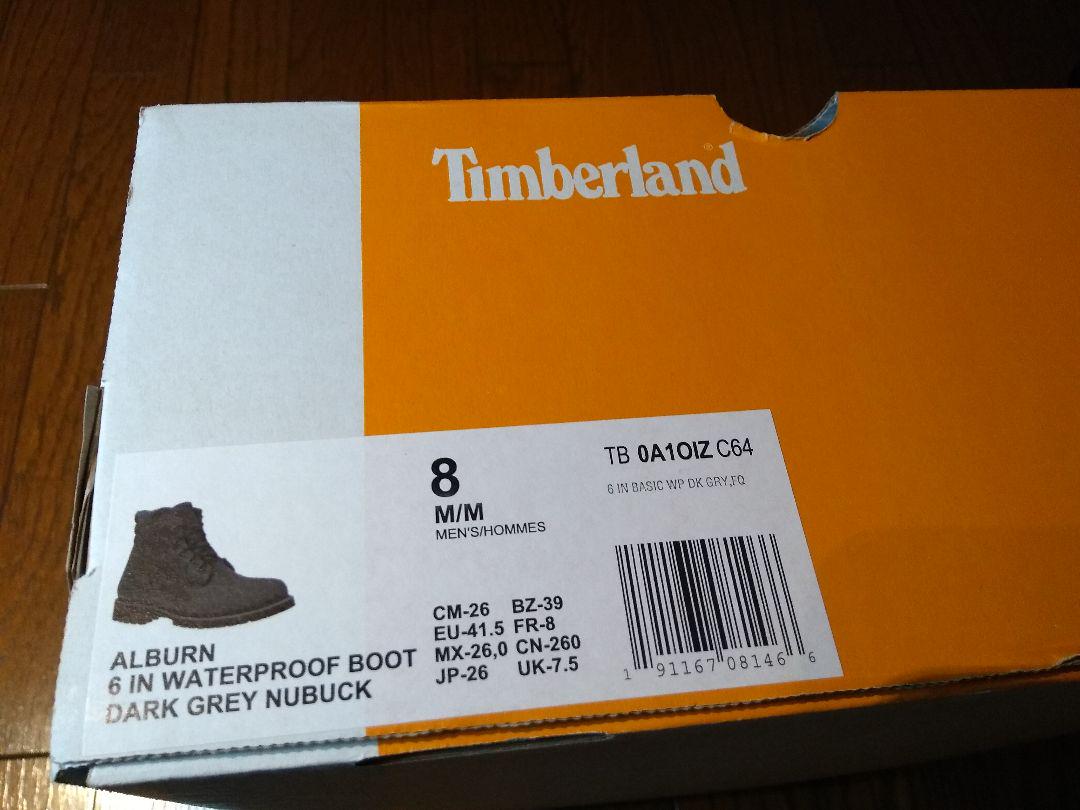 Timberland®
8
M/M
MEN'S/HOMMES
TB 0A1OIZ C64
6 IN BASIC WP DK GRY,FQ
CM-26 BZ-39
EU-41.5 FR-8
MX-26,0 CN-260
JP-26 UK-7.5
1 91167 08146 6
ALBURN
6 IN WATERPROOF BOOT
DARK GREY NUBUCK